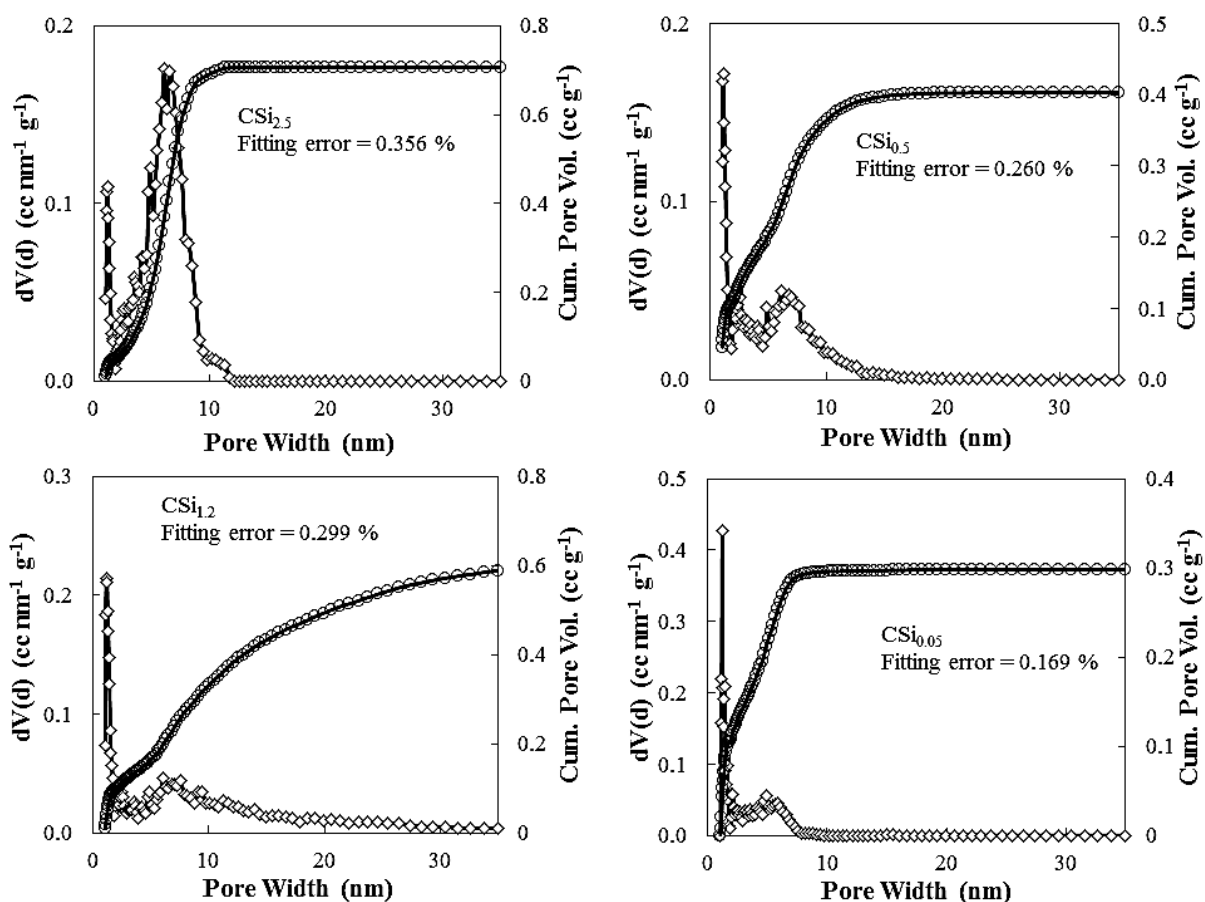 0.2
0.1
0.0
dV(d) (cc nm⁻¹ g⁻¹)
0.8
0.6
0.4
0.2
0
Cum. Pore Vol. (cc g⁻¹)
CSi₂.₅
Fitting error = 0.356 %
0 10 20 30
Pore Width (nm)
0.2
0.1
0.0
dV(d) (cc nm⁻¹ g⁻¹)
0.5
0.4
0.3
0.2
0.1
0.0
Cum. Pore Vol. (cc g⁻¹)
CSi₀.₅
Fitting error = 0.260 %
0 10 20 30
Pore Width (nm)
0.3
0.2
0.1
0.0
dV(d) (cc nm⁻¹ g⁻¹)
0.8
0.6
0.4
0.2
0
Cum. Pore Vol. (cc g⁻¹)
CSi₁.₂
Fitting error = 0.299 %
0 10 20 30
Pore Width (nm)
0.5
0.4
0.3
0.2
0.1
0.0
dV(d) (cc nm⁻¹ g⁻¹)
0.4
0.3
0.2
0.1
0
Cum. Pore Vol. (cc g⁻¹)
CSi₀.₀₅
Fitting error = 0.169 %
0 10 20 30
Pore Width (nm)